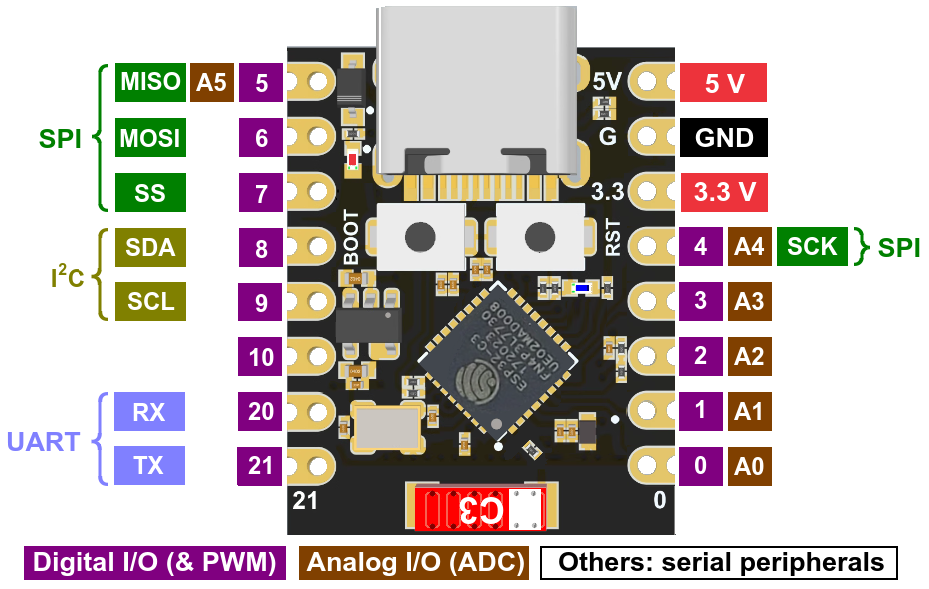 MISO A5 5 5V 5 V
SPI MOSI 6 G GND
SS 7 3.3 3.3 V
BOOT RST
SDA 8 4 A4 SCK SPI
I²C
SCL 9 3 A3
10 2 A2
RX 20 1 A1
UART
TX 21 0 A0
21 0
C3
ESP32-C3
Digital I/O (& PWM) Analog I/O (ADC) Others: serial peripherals